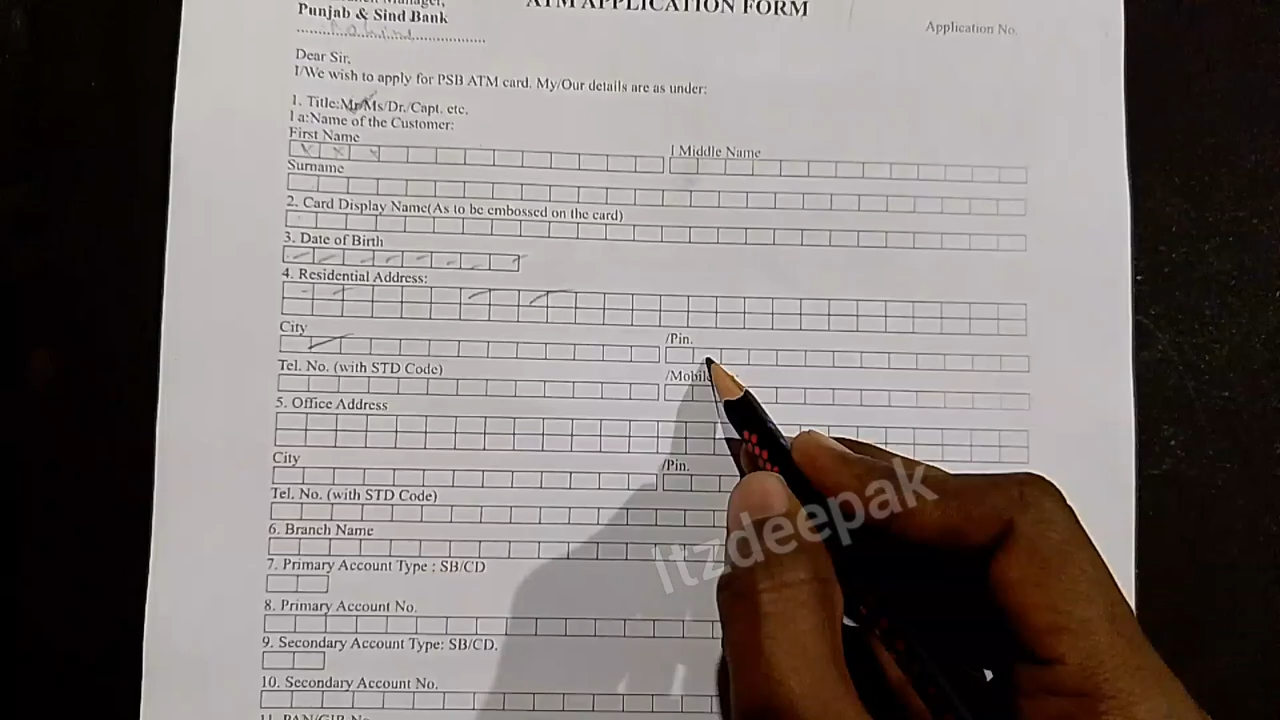 ATM APPLICATION FORM
Punjab & Sind Bank
Application No.
Dear Sir,
I/We wish to apply for PSB ATM card. My/Our details are as under:
1. Title:Mr/Ms/Dr./Capt. etc.
1 a:Name of the Customer:
First Name
I Middle Name
Surname
2. Card Display Name(As to be embossed on the card)
3. Date of Birth
4. Residential Address:
City
/Pin.
Tel. No. (with STD Code)
/Mobile
5. Office Address
City
/Pin.
Tel. No. (with STD Code)
6. Branch Name
7. Primary Account Type : SB/CD
8. Primary Account No.
9. Secondary Account Type: SB/CD.
10. Secondary Account No.
11. PAN/GIR No.
Itzdeepak